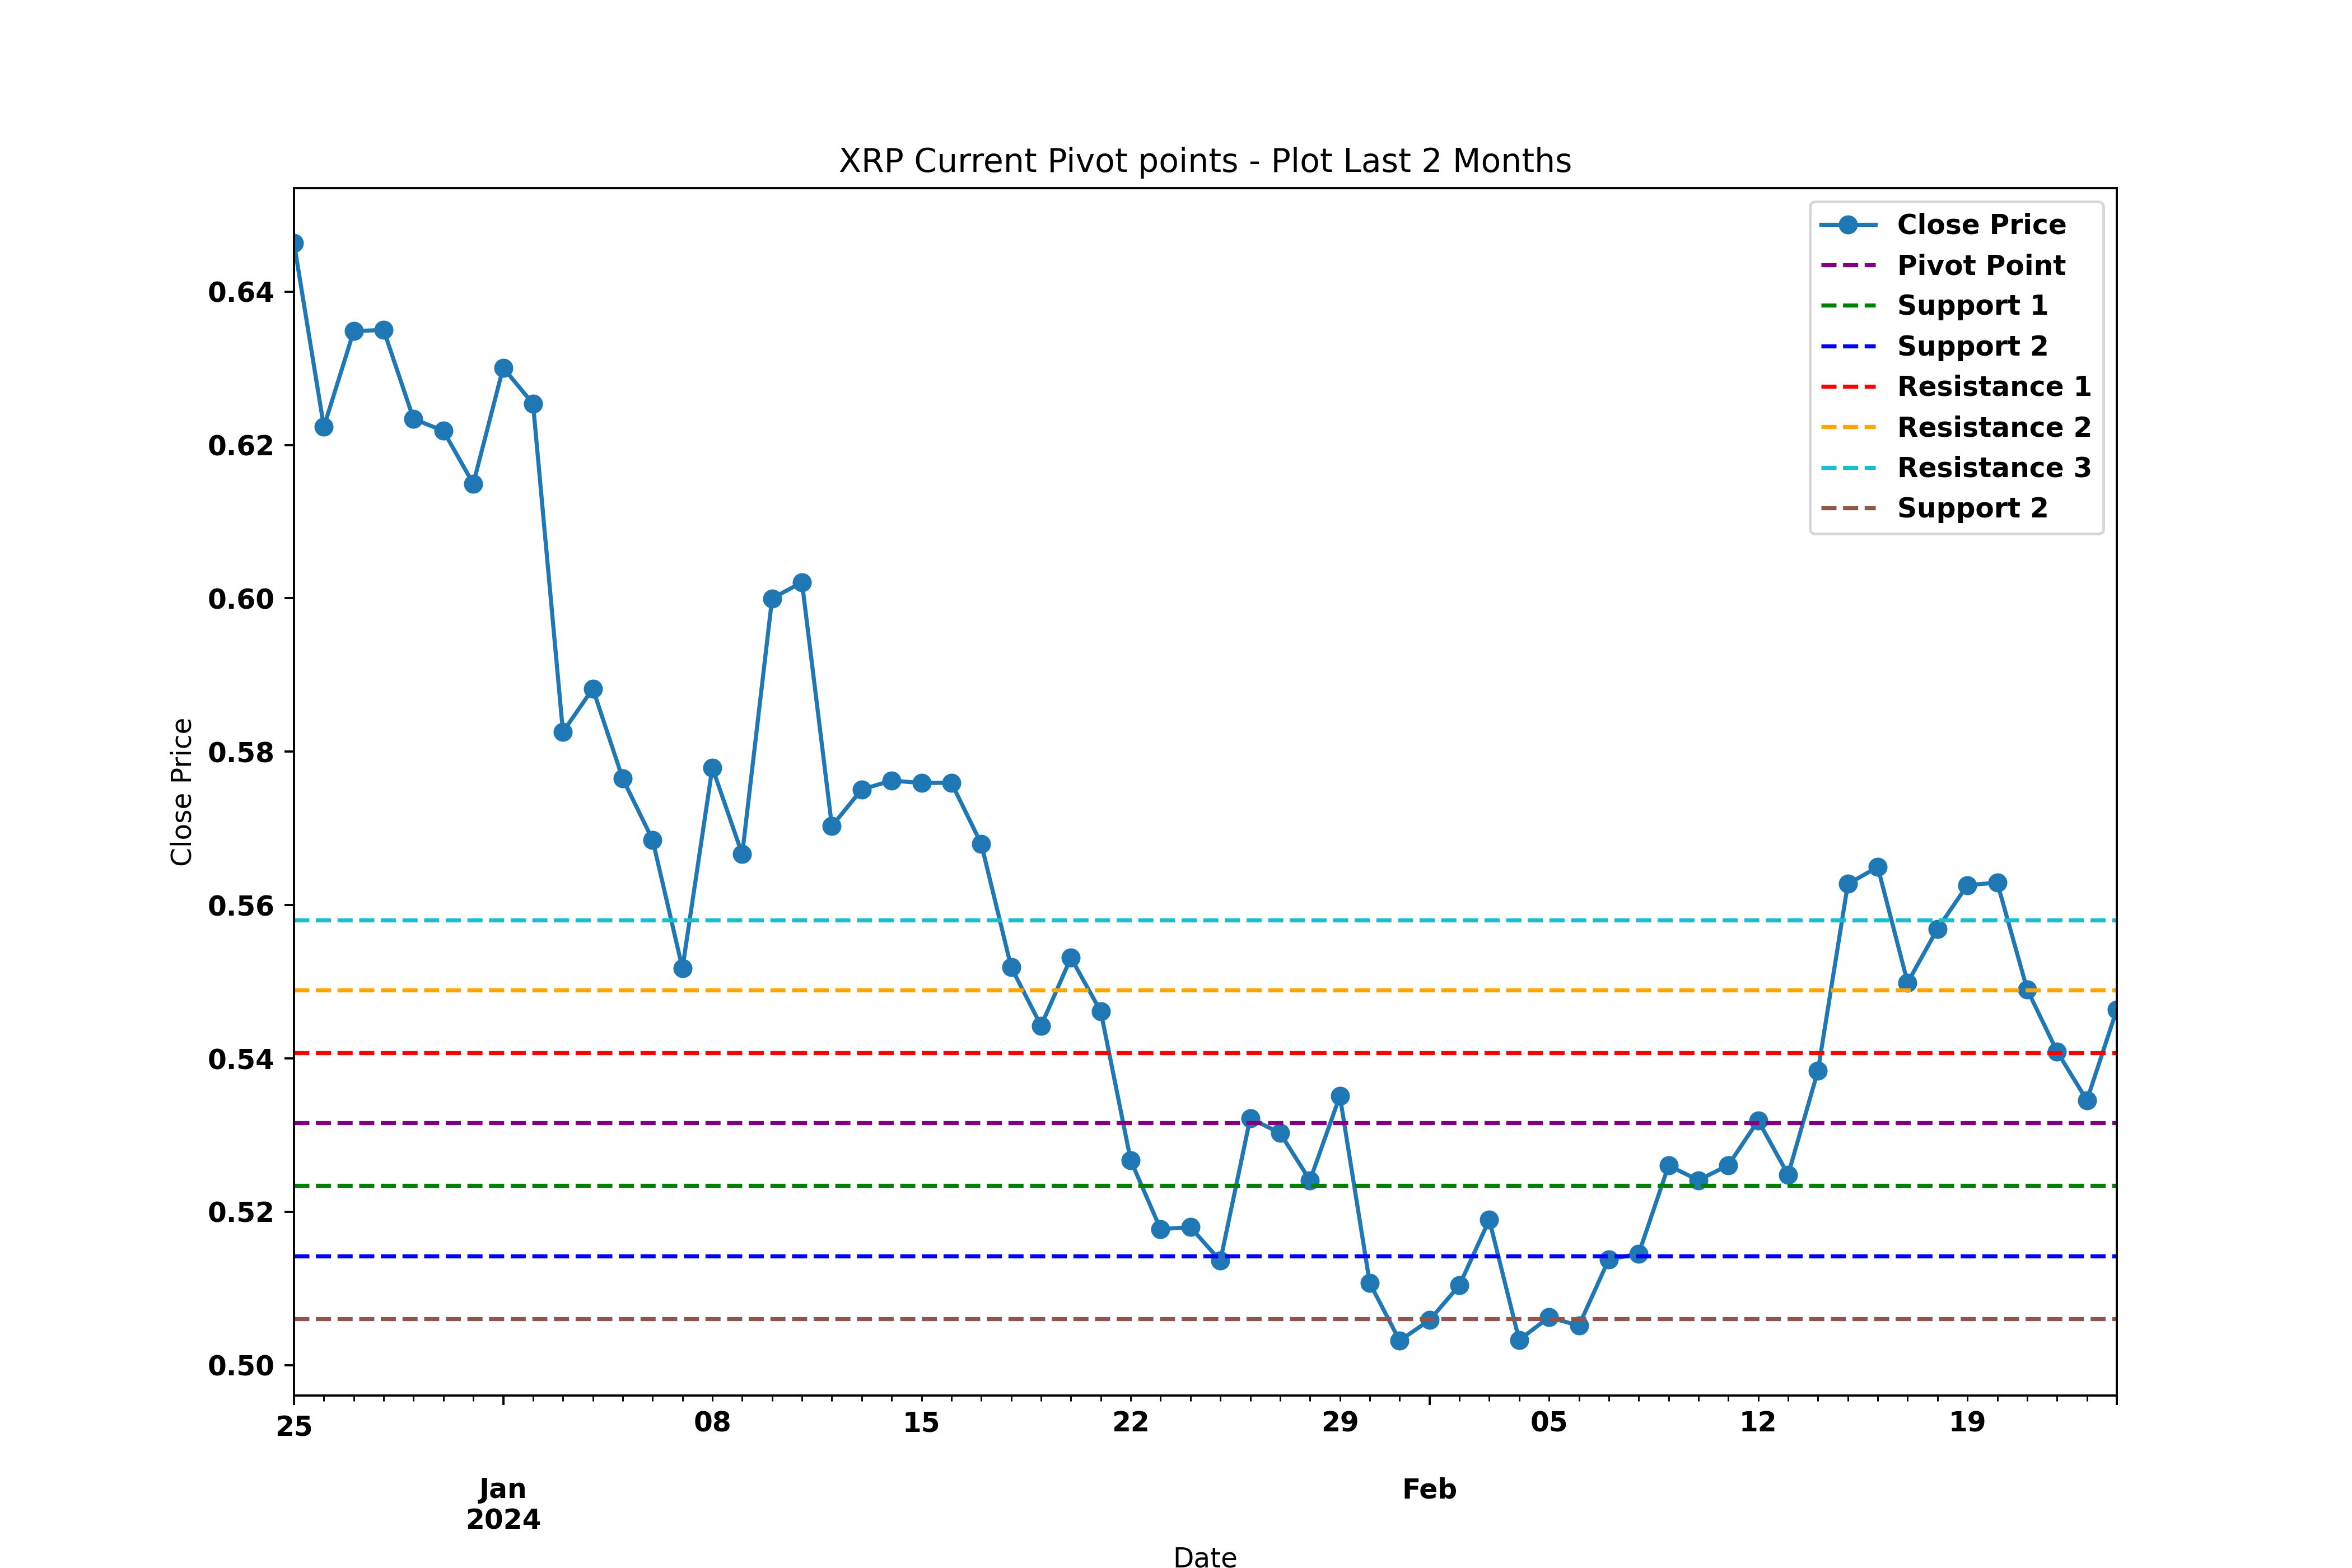 XRP Current Pivot points - Plot Last 2 Months
Close Price
Pivot Point
Support 1
Support 2
Resistance 1
Resistance 2
Resistance 3
Support 2
Close Price
0.64
0.62
0.60
0.58
0.56
0.54
0.52
0.50
25 08 15 22 29 05 12 19
Jan Feb
2024
Date